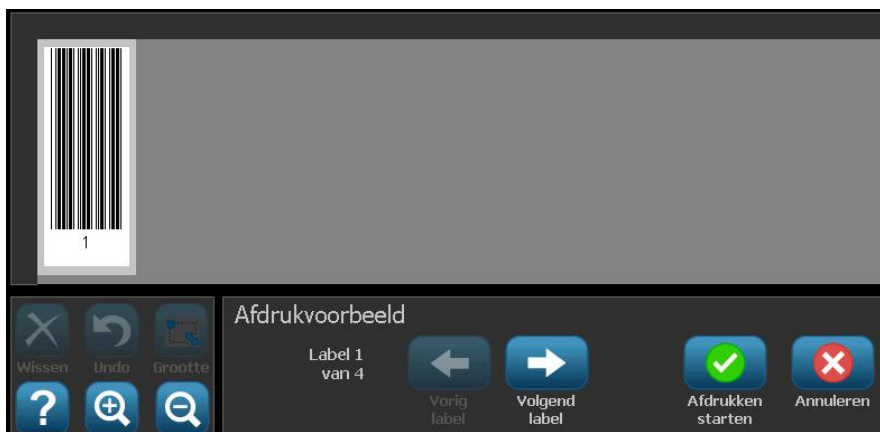 1
Afdrukvoorbeeld
Label 1
van 4
Wissen
Undo
Grootte
Vorig
label
Volgend
label
Afdrukken
starten
Annuleren
?